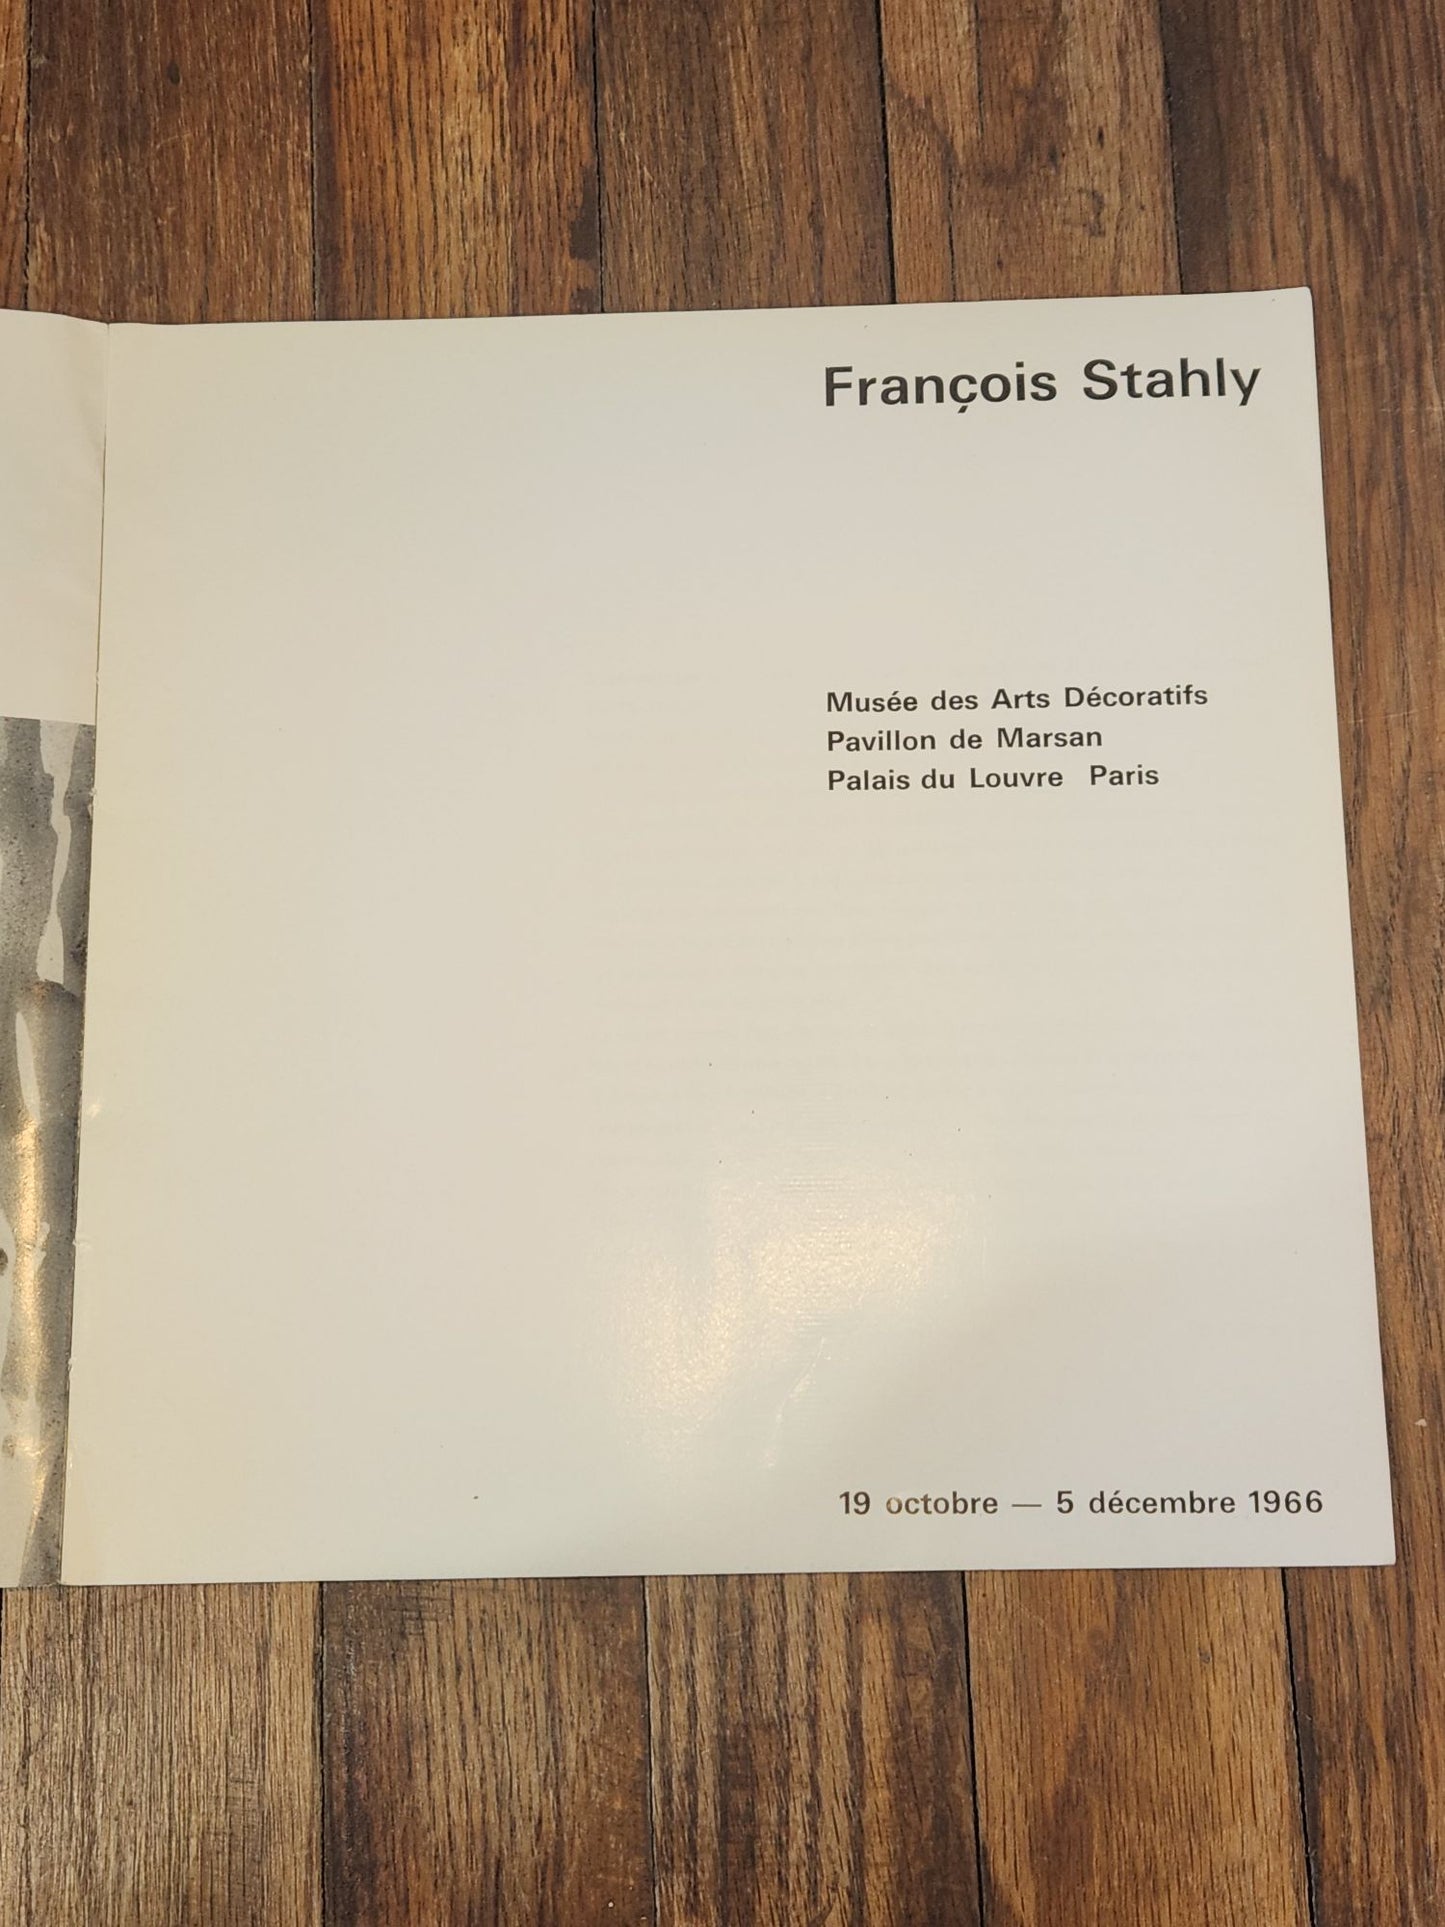 François Stahly
Musée des Arts Décoratifs
Pavillon de Marsan
Palais du Louvre Paris
19 octobre — 5 décembre 1966